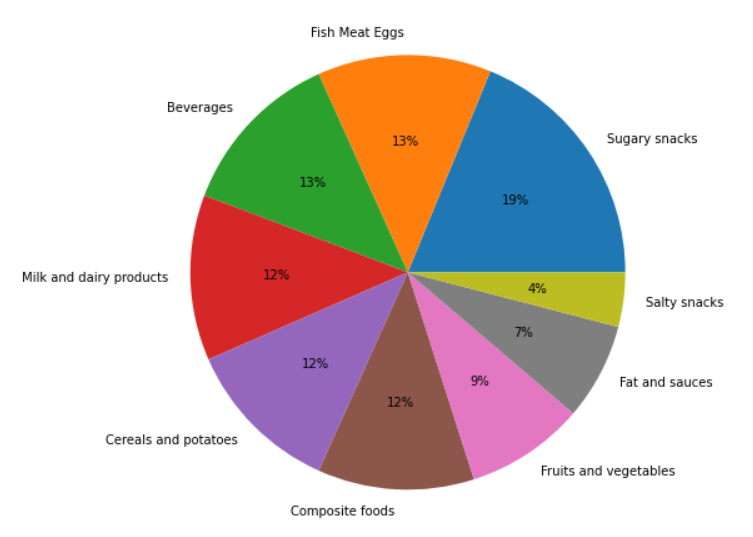 Fish Meat Eggs
Beverages
Sugary snacks
13%
13%
19%
Milk and dairy products
12%
4%
Salty snacks
7%
12%
9%
Fat and sauces
12%
Cereals and potatoes
Fruits and vegetables
Composite foods